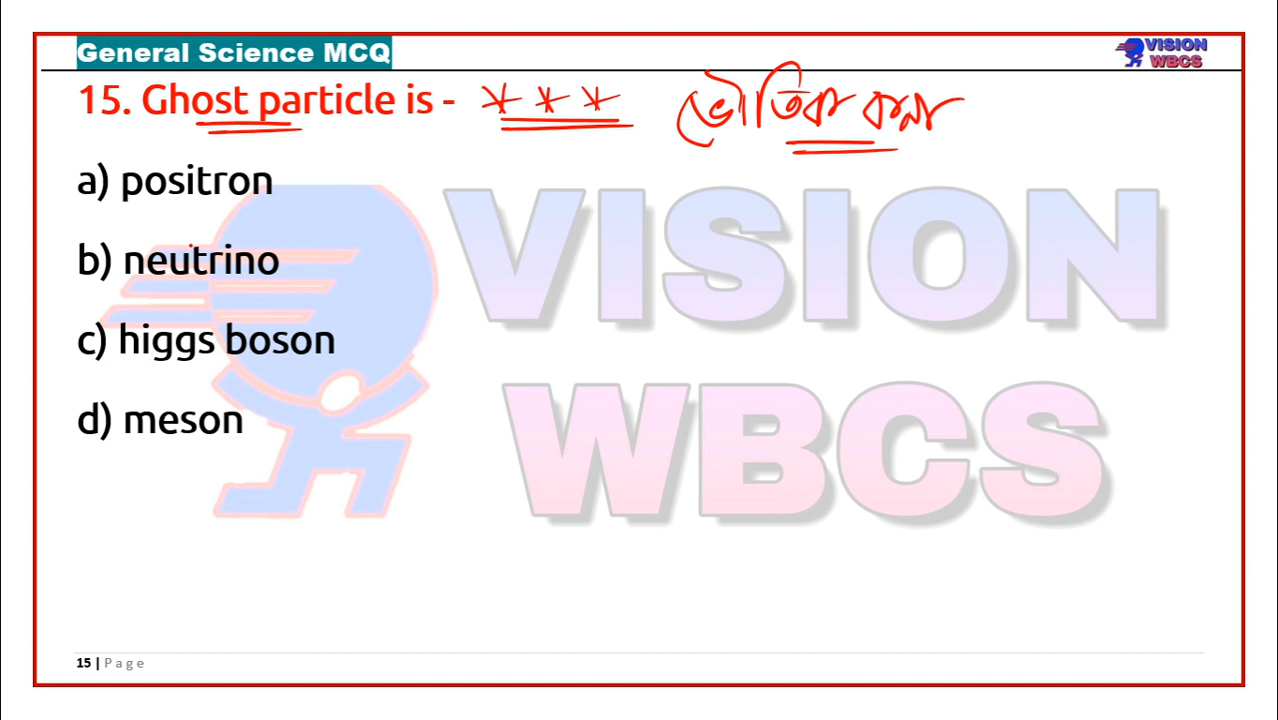 General Science MCQ
VISION
WBCS
15. Ghost particle is - *** ভৌতিক কণা
a) positron
b) neutrino
c) higgs boson
d) meson
VISION
WBCS
15 | Page